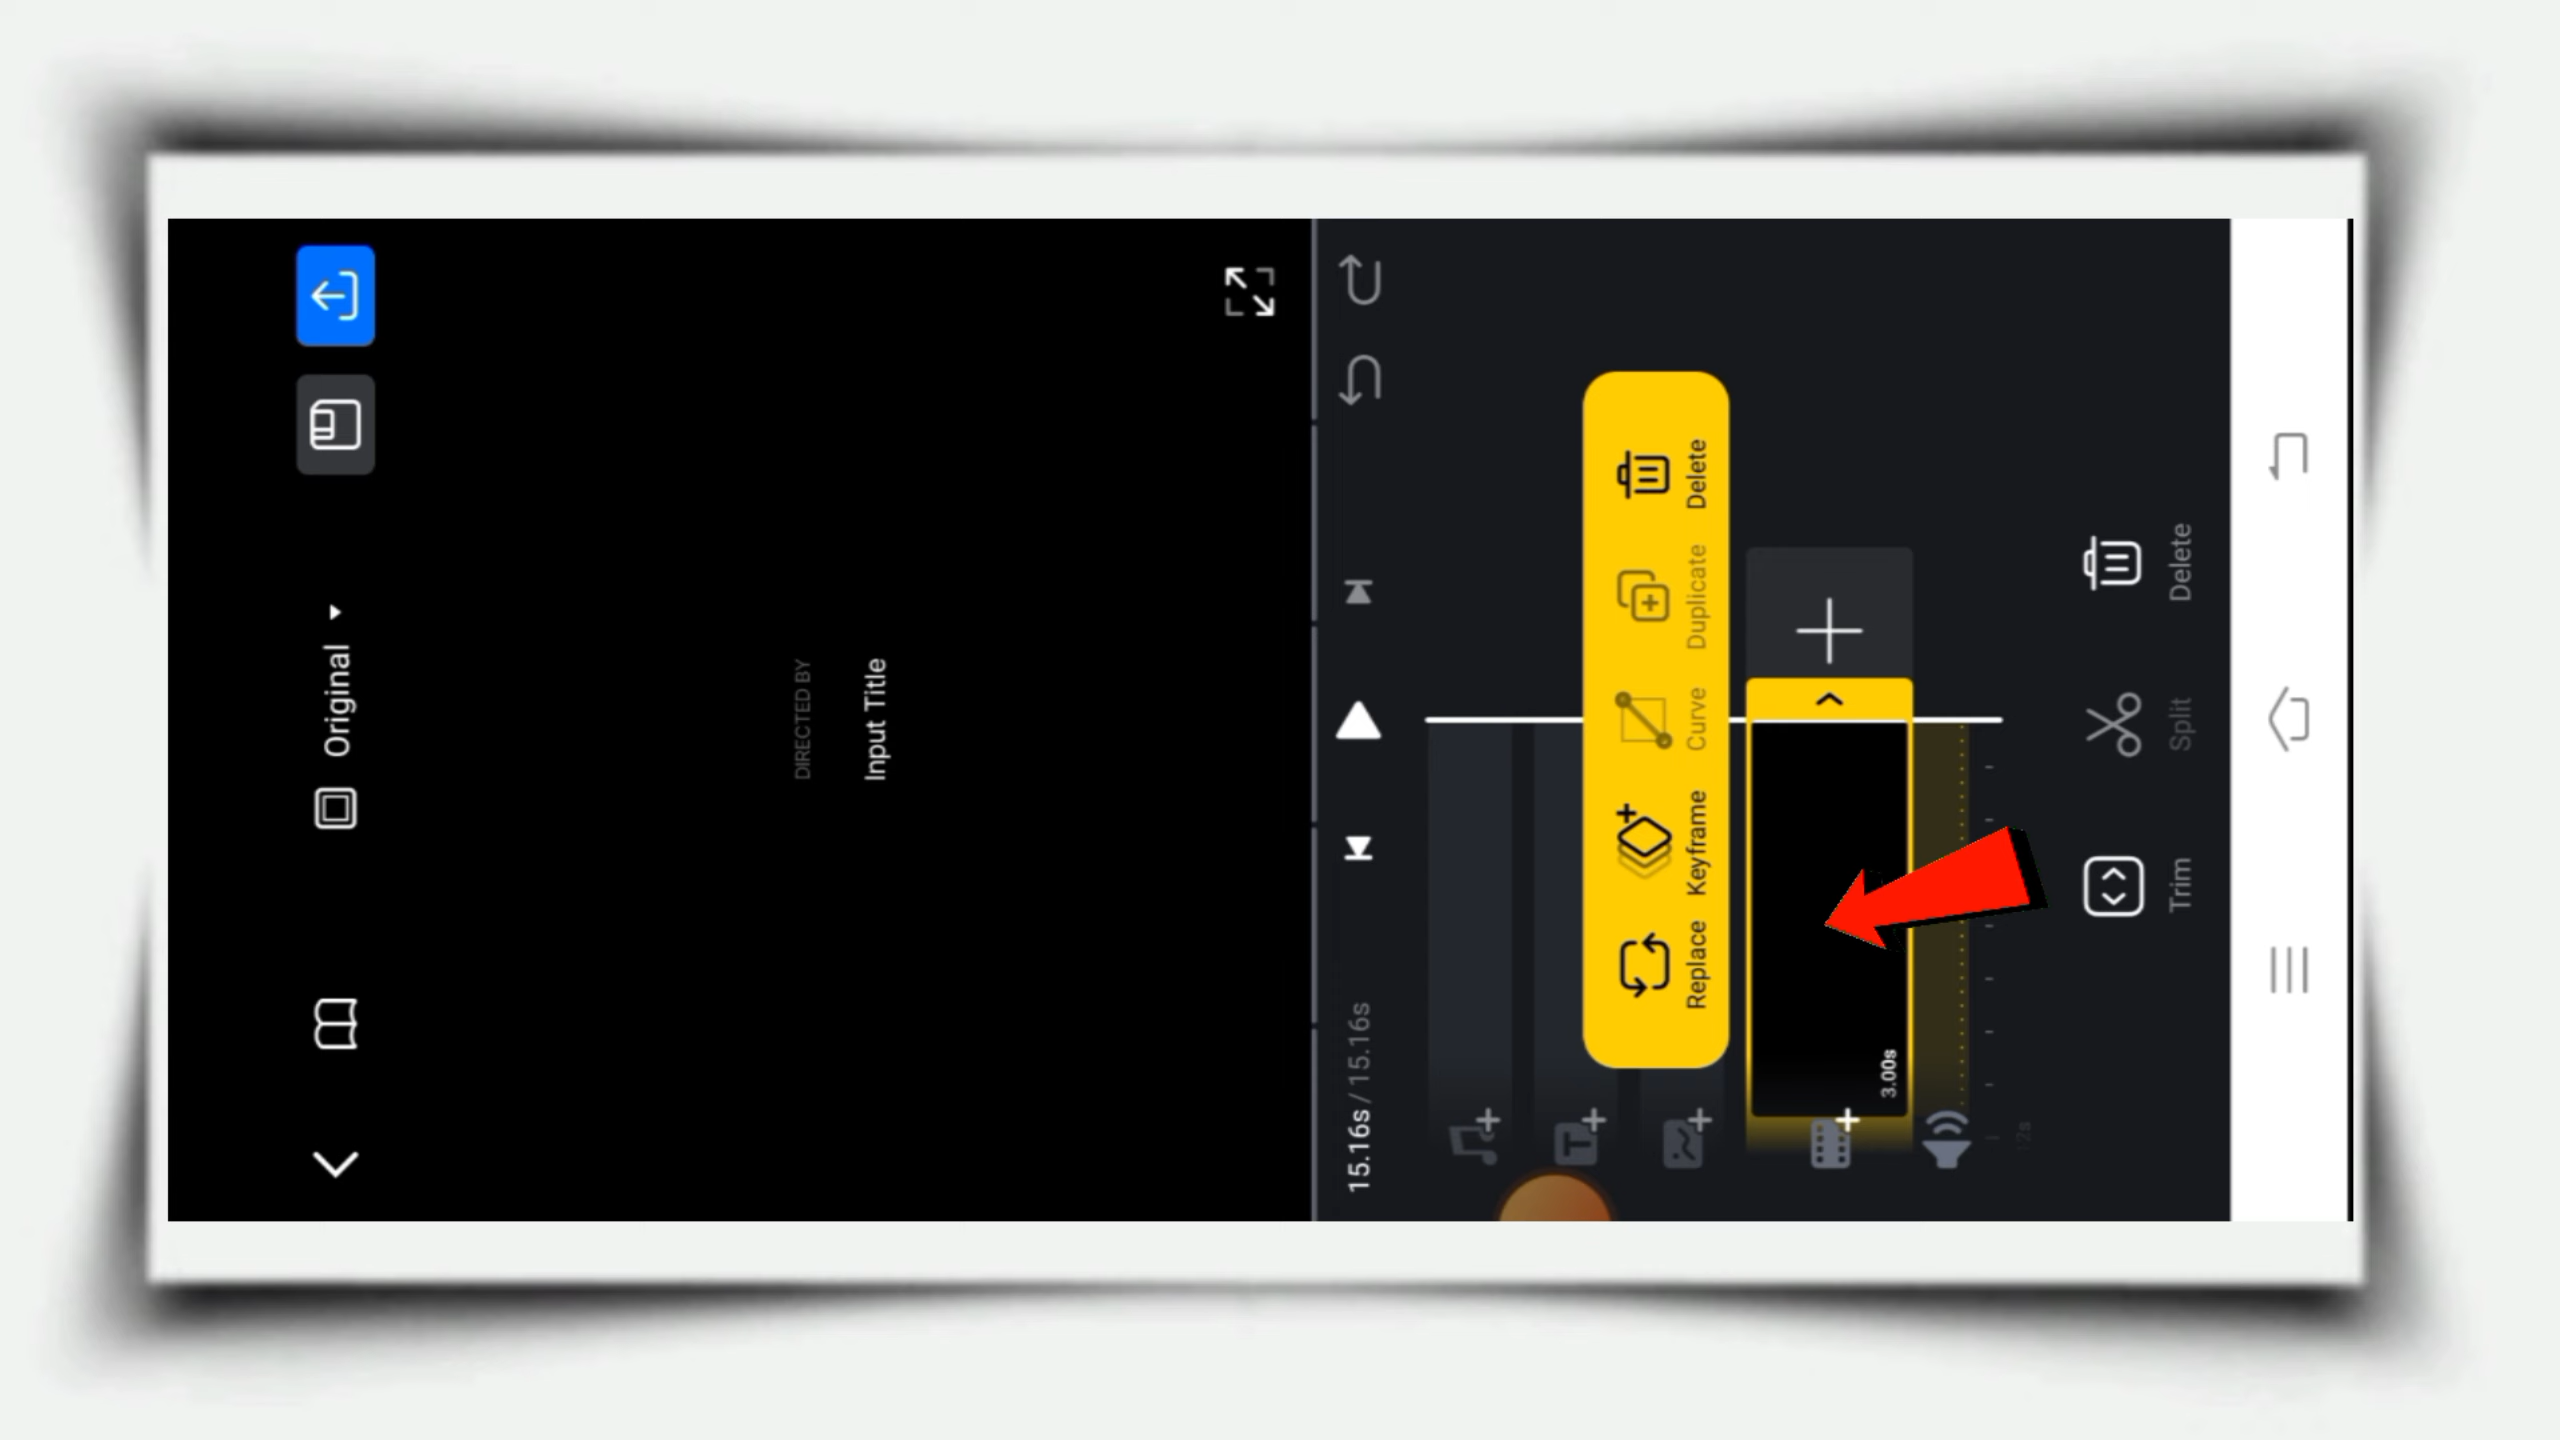 Original
DIRECTED BY
Input Title
15.16s / 15.16s
Replace
Keyframe
Curve
Duplicate
Delete
3.00s
12s
Trim
Split
Delete